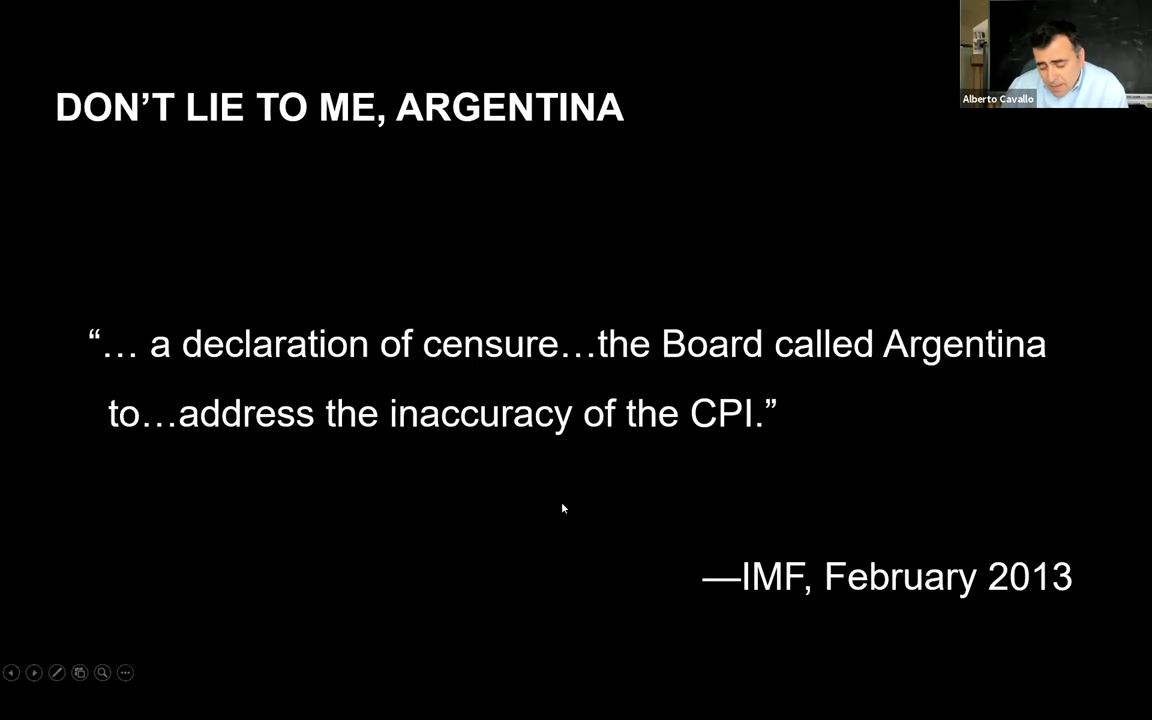 Alberto Cavallo
DON’T LIE TO ME, ARGENTINA
“… a declaration of censure…the Board called Argentina
to…address the inaccuracy of the CPI.”
—IMF, February 2013